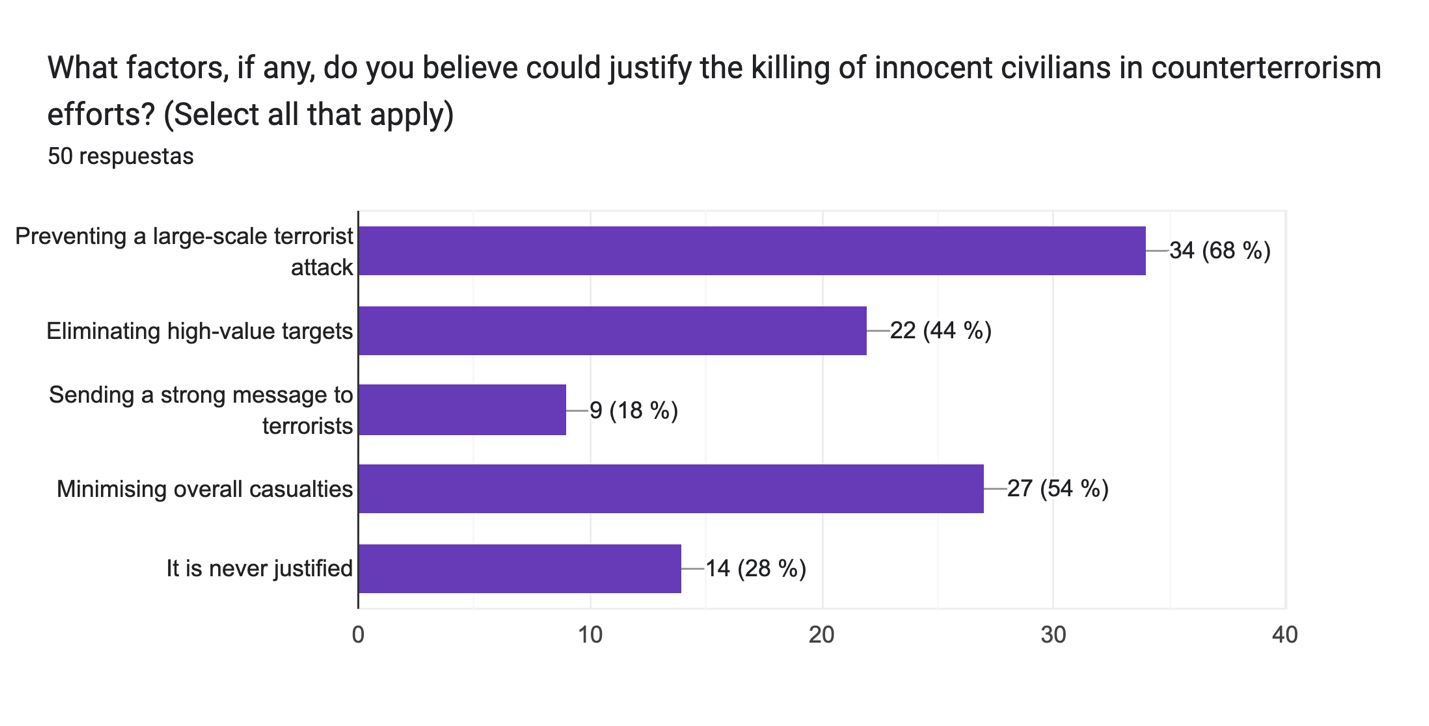 What factors, if any, do you believe could justify the killing of innocent civilians in counterterrorism
efforts? (Select all that apply)
50 respuestas
Preventing a large-scale terrorist
attack
34 (68 %)
Eliminating high-value targets
22 (44 %)
Sending a strong message to
terrorists
9 (18 %)
Minimising overall casualties
27 (54 %)
It is never justified
14 (28 %)
0
10
20
30
40